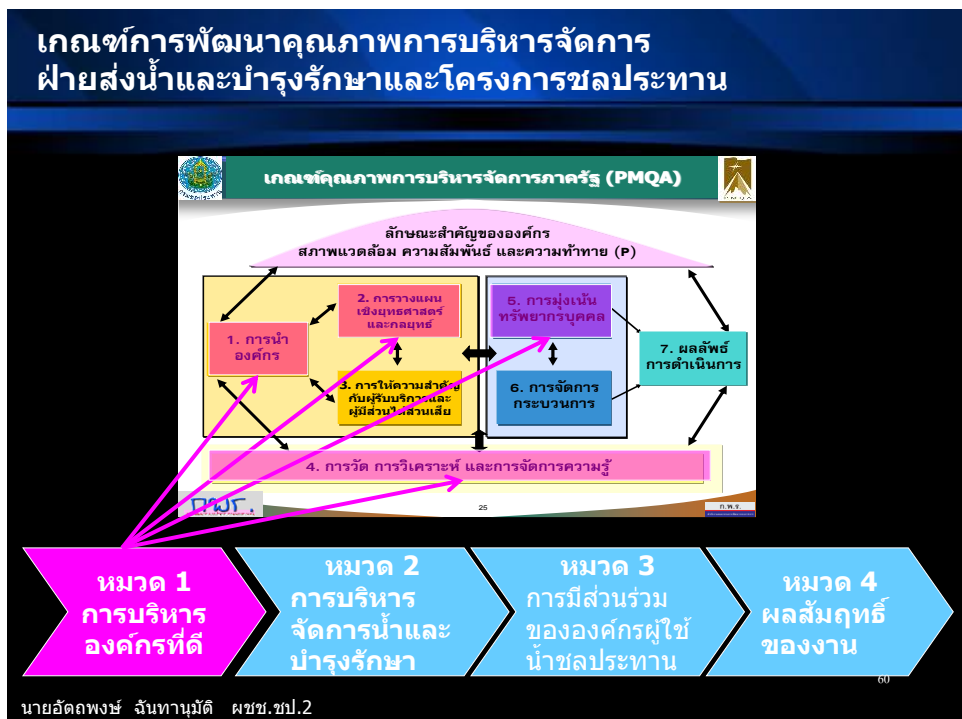 เกณฑ์การพัฒนาคุณภาพการบริหารจัดการ
ฝ่ายส่งน้ำและบำรุงรักษาและโครงการชลประทาน
เกณฑ์คุณภาพการบริหารจัดการภาครัฐ (PMQA)
PMQA
ลักษณะสำคัญขององค์กร
สภาพแวดล้อม ความสัมพันธ์ และความท้าทาย (P)
1. การนำ
องค์กร
2. การวางแผน
เชิงยุทธศาสตร์
และกลยุทธ์
3. การให้ความสำคัญ
กับผู้รับบริการและ
ผู้มีส่วนได้ส่วนเสีย
5. การมุ่งเน้น
ทรัพยากรบุคคล
6. การจัดการ
กระบวนการ
7. ผลลัพธ์
การดำเนินการ
4. การวัด การวิเคราะห์ และการจัดการความรู้
กพร.
25
ก.พ.ร.
หมวด 1
การบริหาร
องค์กรที่ดี
หมวด 2
การบริหาร
จัดการน้ำและ
บำรุงรักษา
หมวด 3
การมีส่วนร่วม
ขององค์กรผู้ใช้
น้ำชลประทาน
หมวด 4
ผลสัมฤทธิ์
ของงาน
60
นายอัตถพงษ์ ฉันทานุมัติ ผชช.ชป.2